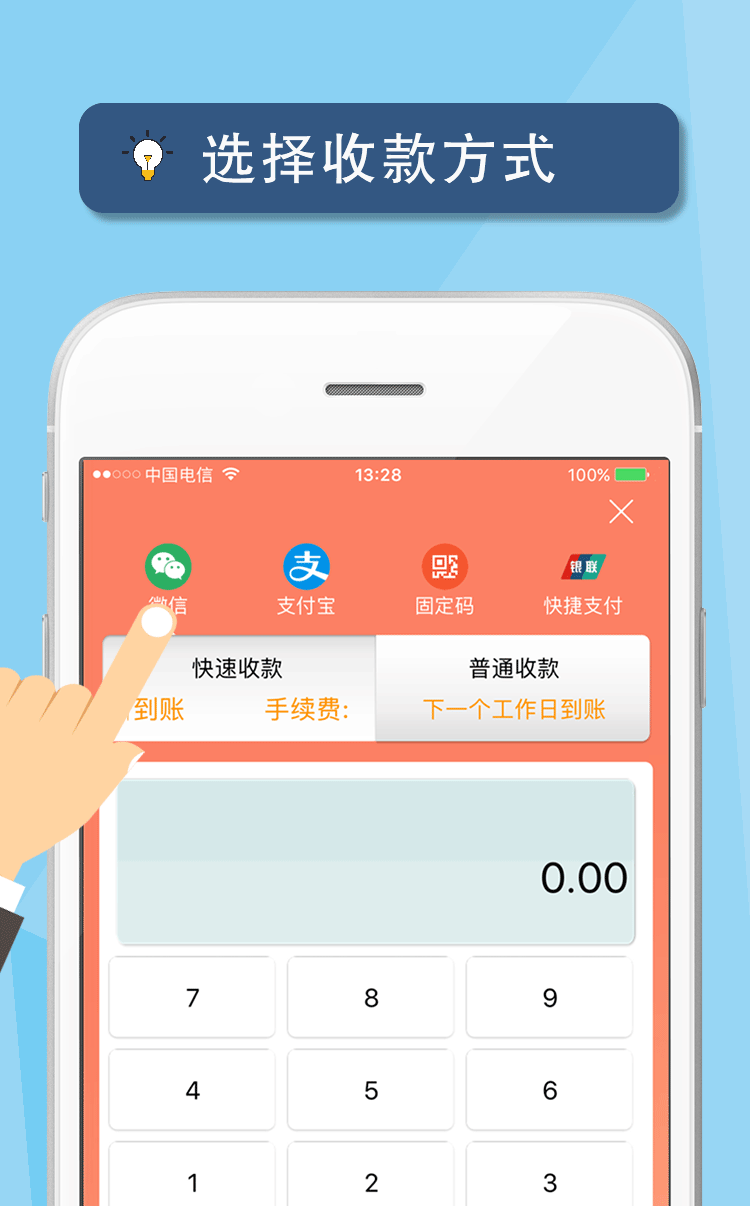 选择收款方式
中国电信 13:28 100%
微信 支付宝 固定码 快捷支付
支 银联
快速收款 普通收款
到账 手续费: 下一个工作日到账
0.00
7 8 9
4 5 6
1 2 3